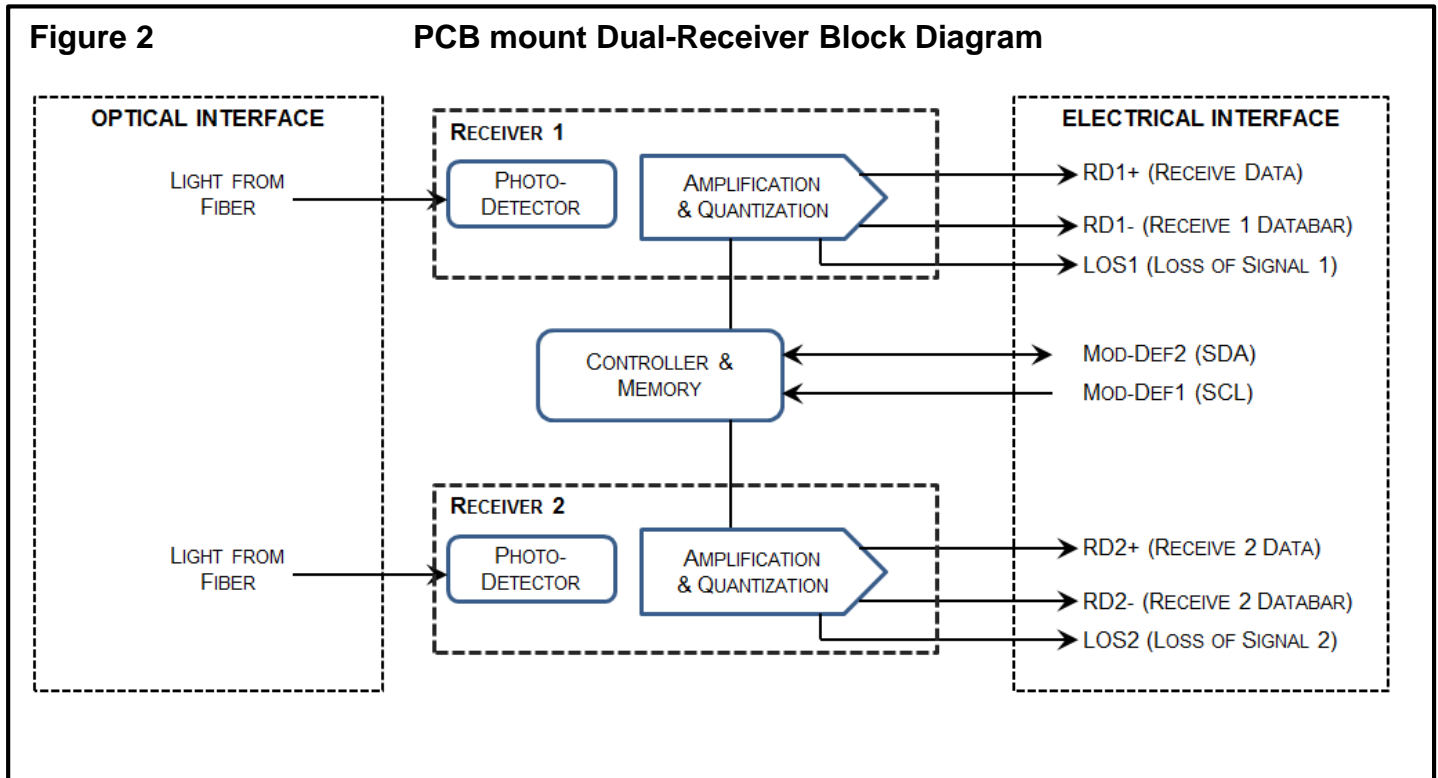 Figure 2 PCB mount Dual-Receiver Block Diagram
OPTICAL INTERFACE
LIGHT FROM
FIBER
LIGHT FROM
FIBER
RECEIVER 1
PHOTO-
DETECTOR
AMPLIFICATION
& QUANTIZATION
CONTROLLER &
MEMORY
RECEIVER 2
PHOTO-
DETECTOR
AMPLIFICATION
& QUANTIZATION
ELECTRICAL INTERFACE
RD1+ (RECEIVE DATA)
RD1- (RECEIVE 1 DATABAR)
LOS1 (LOSS OF SIGNAL 1)
MOD-DEF2 (SDA)
MOD-DEF1 (SCL)
RD2+ (RECEIVE 2 DATA)
RD2- (RECEIVE 2 DATABAR)
LOS2 (LOSS OF SIGNAL 2)